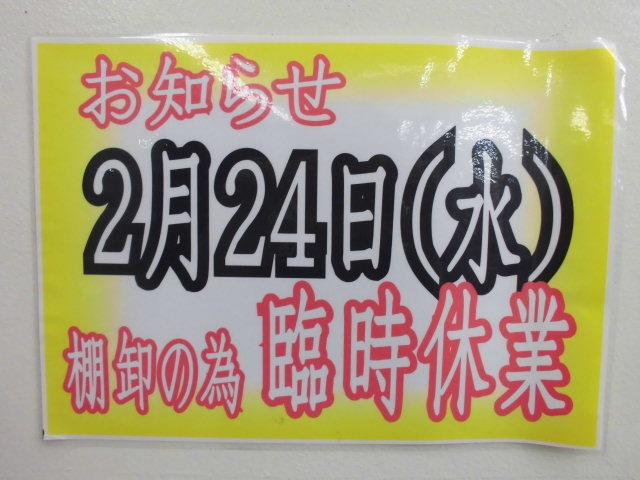 お知らせ
2月24日(水)
棚卸の為 臨時休業